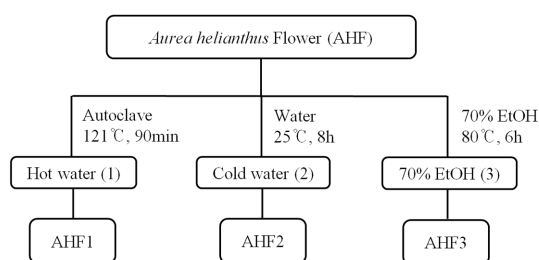 Aurea helianthus Flower (AHF)
Autoclave
121℃, 90min
Water
25℃, 8h
70% EtOH
80℃, 6h
Hot water (1)
Cold water (2)
70% EtOH (3)
AHF1
AHF2
AHF3